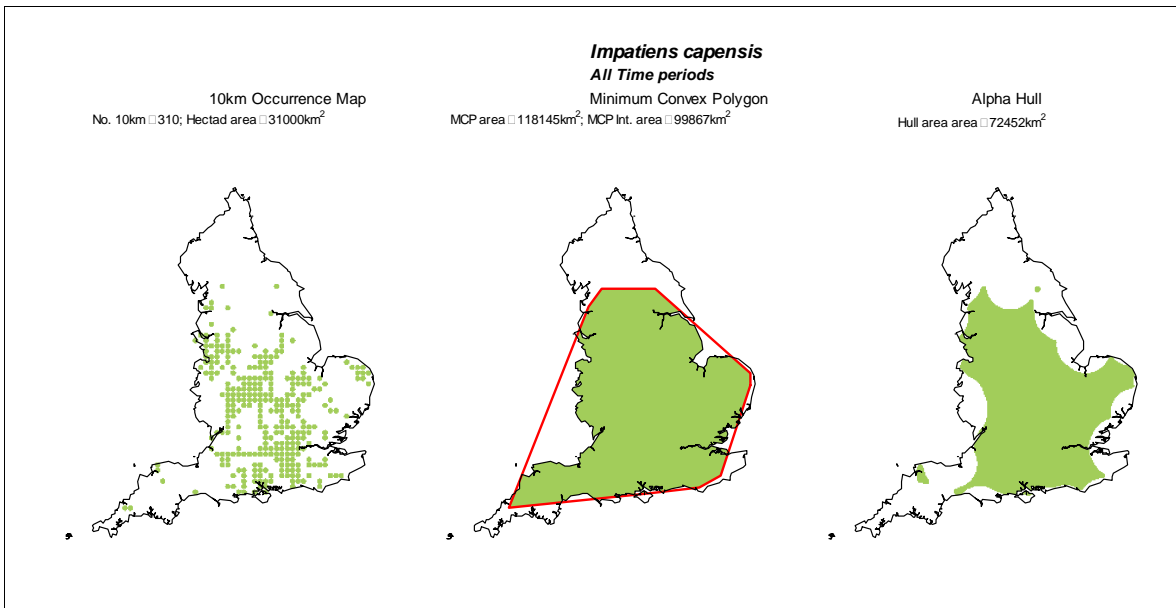 Impatiens capensis
All Time periods
10km Occurrence Map
No. 10km □310; Hectad area □31000km²
Minimum Convex Polygon
MCP area □118145km²; MCP Int. area □99867km²
Alpha Hull
Hull area area □72452km²